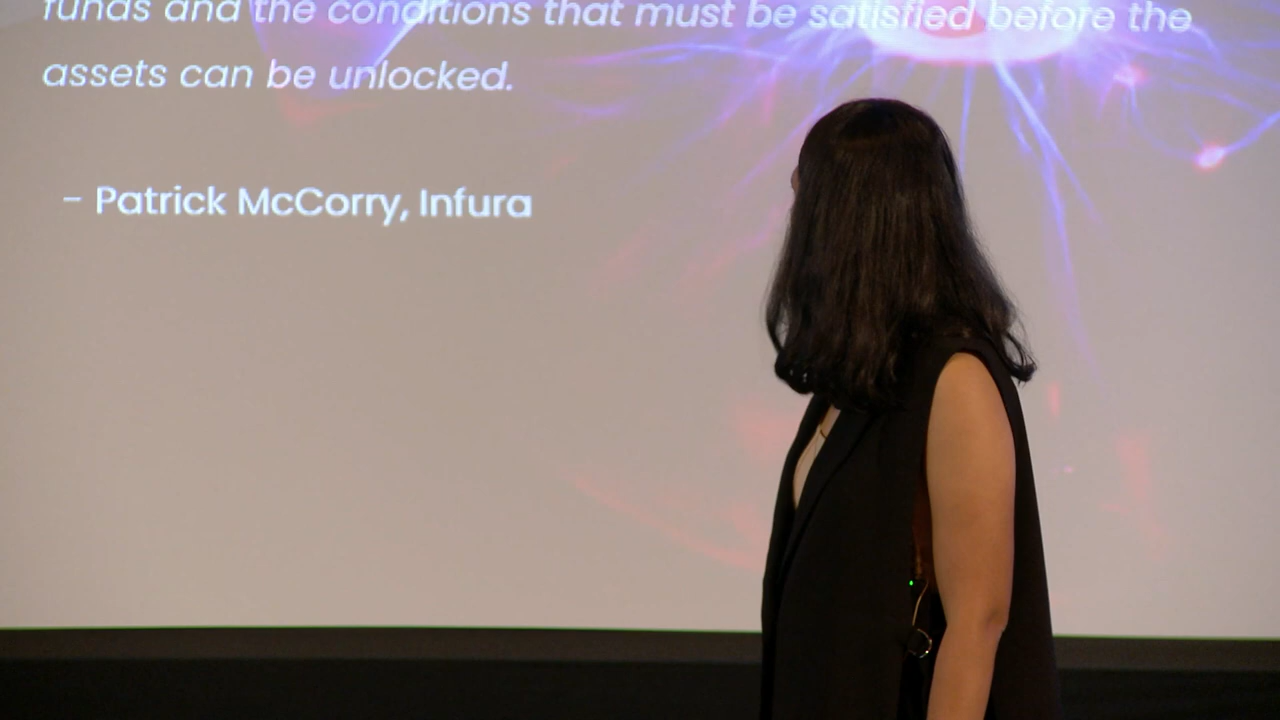 funds and the conditions that must be satisfied before the
assets can be unlocked.
– Patrick McCorry, Infura